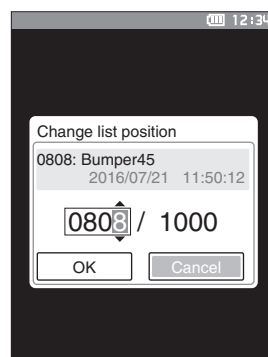 12:34
Change list position
0808: Bumper45
2016/07/21 11:50:12
0808 / 1000
OK Cancel